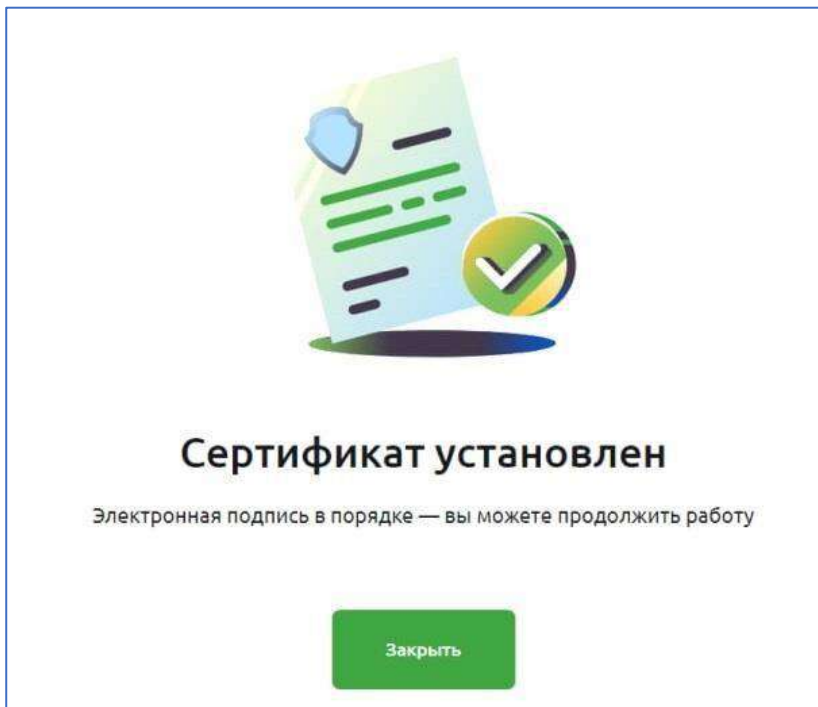 Сертификат установлен
Электронная подпись в порядке — вы можете продолжить работу
Закрыть